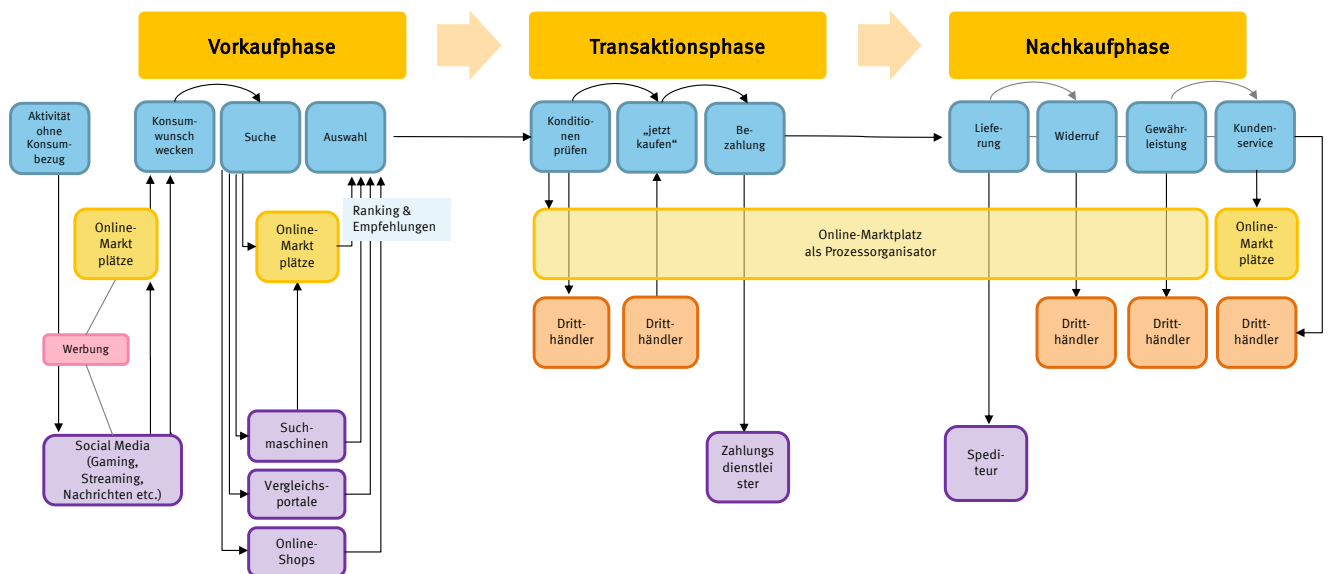 Vorkaufphase
Transaktionsphase
Nachkaufphase
Aktivität
ohne
Konsum-
bezug
Konsum-
wunsch
wecken
Suche
Auswahl
Konditio-
nen
prüfen
„jetzt
kaufen“
Be-
zahlung
Liefe-
rung
Widerruf
Gewähr-
leistung
Kunden-
service
Ranking &
Empfehlungen
Online-
Markt
plätze
Online-
Markt
plätze
Online-Marktplatz
als Prozessorganisator
Online-
Markt
plätze
Werbung
Dritt-
händler
Dritt-
händler
Dritt-
händler
Dritt-
händler
Dritt-
händler
Social Media
(Gaming,
Streaming,
Nachrichten etc.)
Such-
maschinen
Vergleichs-
portale
Online-
Shops
Zahlungs
dienstlei
ster
Spedi-
teur